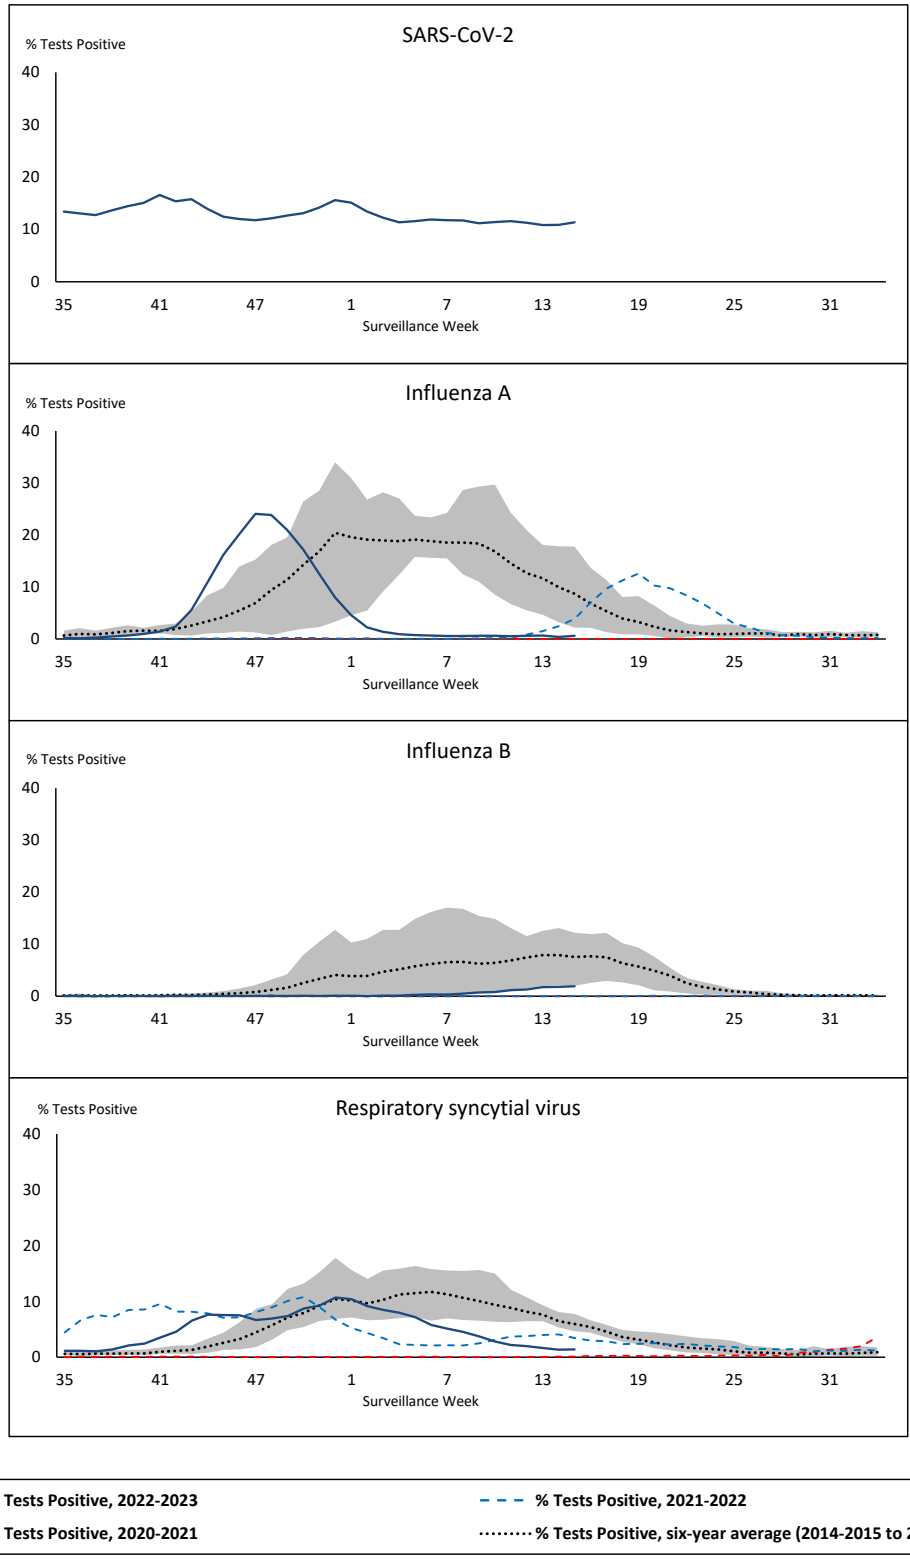 SARS-CoV-2
% Tests Positive
40
30
20
10
0
35 41 47 1 7 13 19 25 31
Surveillance Week
Influenza A
% Tests Positive
40
30
20
10
0
35 41 47 1 7 13 19 25 31
Surveillance Week
Influenza B
% Tests Positive
40
30
20
10
0
35 41 47 1 7 13 19 25 31
Surveillance Week
Respiratory syncytial virus
% Tests Positive
40
30
20
10
0
35 41 47 1 7 13 19 25 31
Surveillance Week
Tests Positive, 2022-2023 % Tests Positive, 2021-2022
Tests Positive, 2020-2021 % Tests Positive, six-year average (2014-2015 to